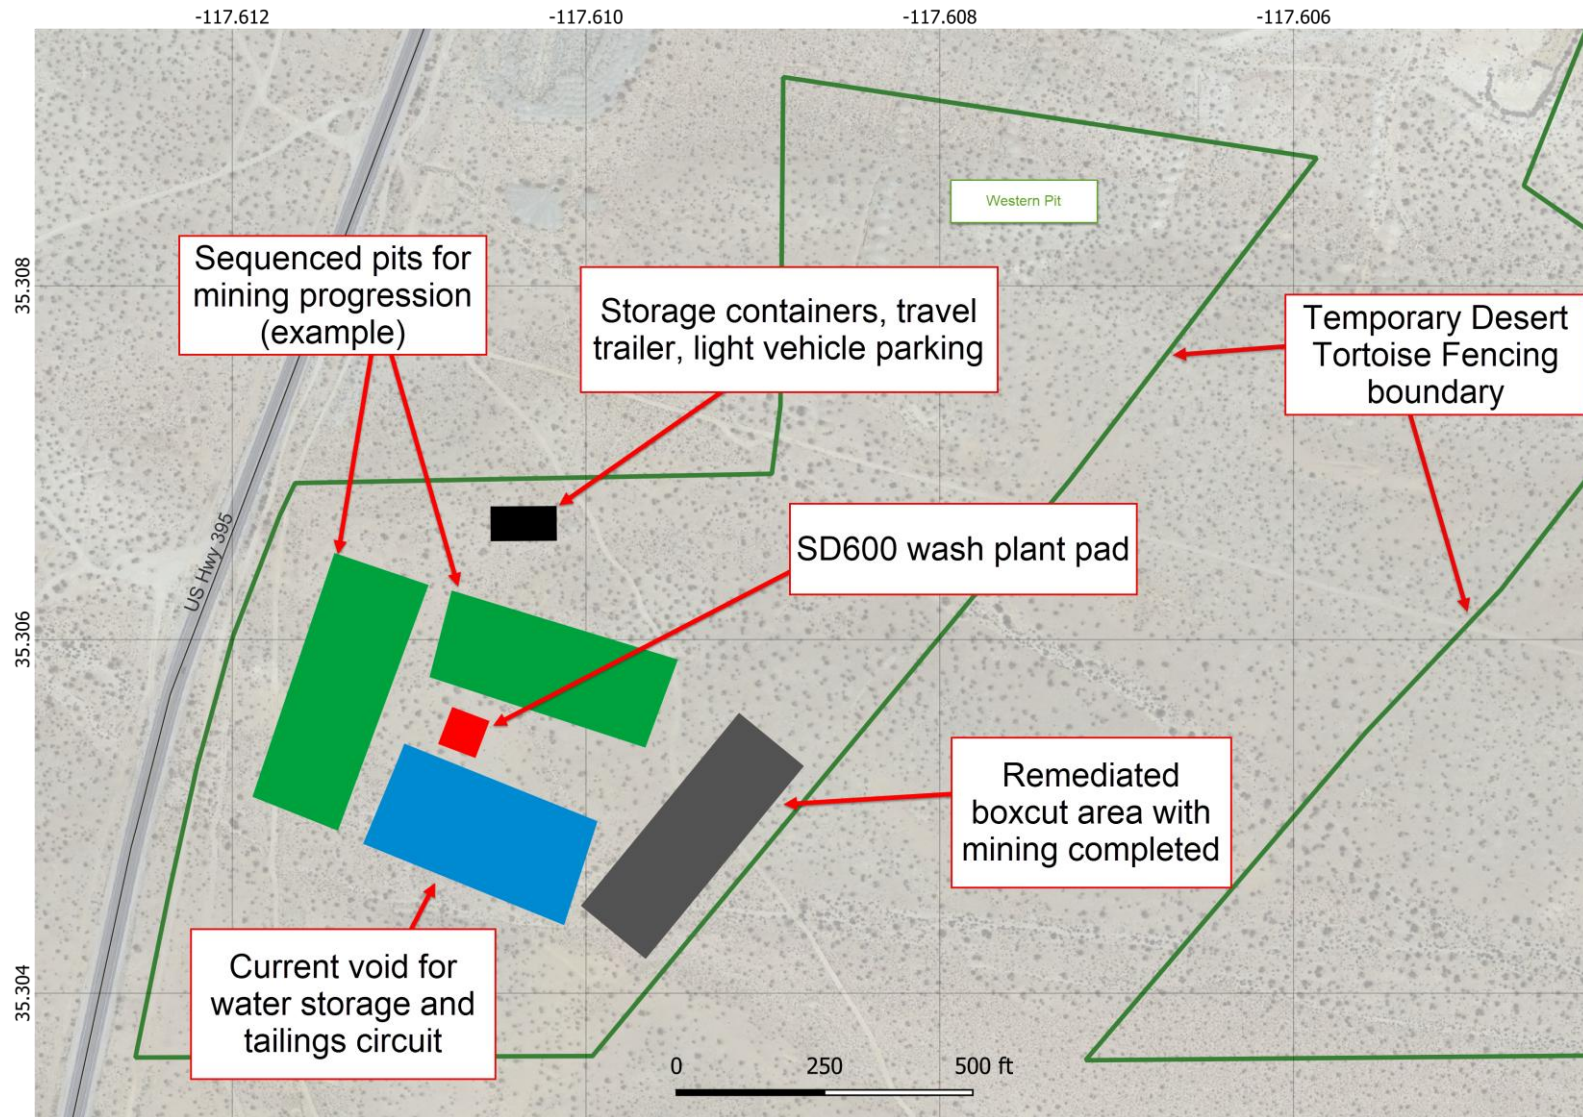 -117.612
-117.610
-117.608
-117.606
35.308
35.306
35.304
Western Pit
Sequenced pits for
mining progression
(example)
Storage containers, travel
trailer, light vehicle parking
Temporary Desert
Tortoise Fencing
boundary
US Hwy 395
SD600 wash plant pad
Remediated
boxcut area with
mining completed
Current void for
water storage and
tailings circuit
0 250 500 ft